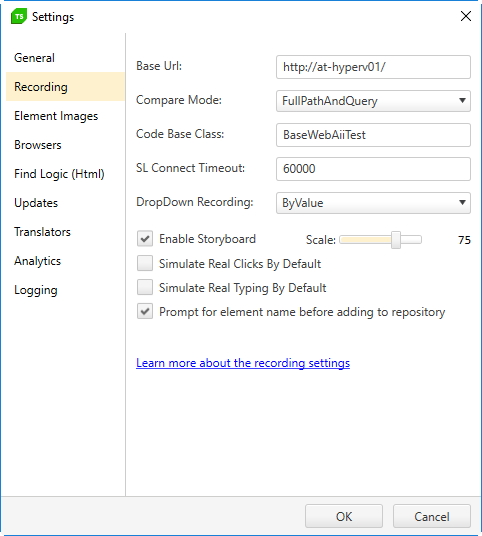 TS Settings
General
Recording
Element Images
Browsers
Find Logic (Html)
Updates
Translators
Analytics
Logging
Base Url: http://at-hyperv01/
Compare Mode: FullPathAndQuery
Code Base Class: BaseWebAiiTest
SL Connect Timeout: 60000
DropDown Recording: ByValue
Enable Storyboard Scale: 75
Simulate Real Clicks By Default
Simulate Real Typing By Default
Prompt for element name before adding to repository
Learn more about the recording settings
OK Cancel